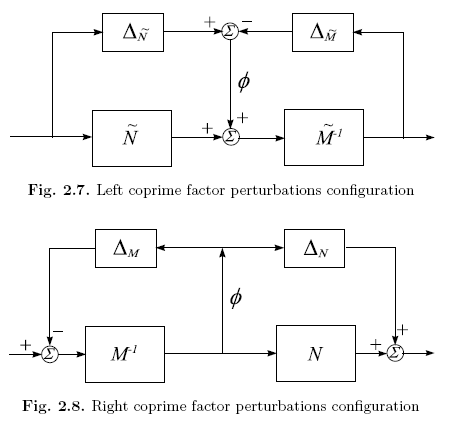 Δ_Ñ + Σ − Δ_M̃
ϕ
Ñ + Σ + M̃⁻¹
Fig. 2.7. Left coprime factor perturbations configuration
Δ_M Δ_N
ϕ
+ Σ − M⁻¹ N + Σ +
Fig. 2.8. Right coprime factor perturbations configuration